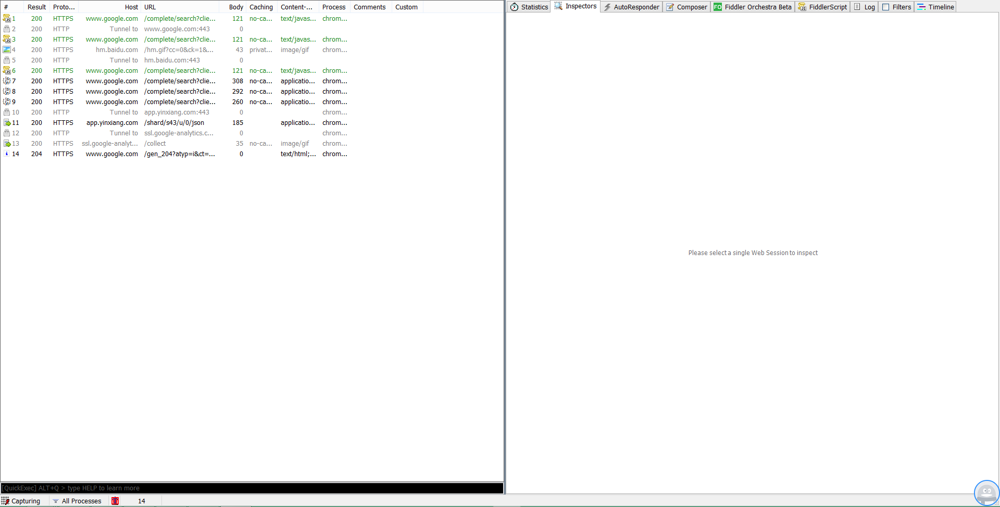 # Result Proto... Host URL Body Caching Content-... Process Comments Custom
1 200 HTTPS www.google.com /complete/search?clie... 121 no-ca... text/javas... chrom...
2 200 HTTP Tunnel to www.google.com:443 0
3 200 HTTPS www.google.com /complete/search?clie... 121 no-ca... text/javas... chrom...
4 200 HTTPS hm.baidu.com /hm.gif?cc=0&ck=1&... 43 privat... image/gif chrom...
5 200 HTTP Tunnel to hm.baidu.com:443 0
6 200 HTTPS www.google.com /complete/search?clie... 121 no-ca... text/javas... chrom...
7 200 HTTPS www.google.com /complete/search?clie... 308 no-ca... applicatio... chrom...
8 200 HTTPS www.google.com /complete/search?clie... 292 no-ca... applicatio... chrom...
9 200 HTTPS www.google.com /complete/search?clie... 260 no-ca... applicatio... chrom...
10 200 HTTP Tunnel to app.yinxiang.com:443 0 chrom...
11 200 HTTPS app.yinxiang.com /shard/s43/u/0/json 185 applicatio... chrom...
12 200 HTTP Tunnel to ssl.google-analytics.c... 0 chrom...
13 200 HTTPS ssl.google-analyt... /collect 35 no-ca... image/gif chrom...
14 204 HTTPS www.google.com /gen_204?atyp=i&ct=... 0 text/html;... chrom...
[QuickExec] ALT+Q > type HELP to learn more
Capturing All Processes 14
Statistics Inspectors AutoResponder Composer FO Fiddler Orchestra Beta FiddlerScript Log Filters Timeline
Please select a single Web Session to inspect